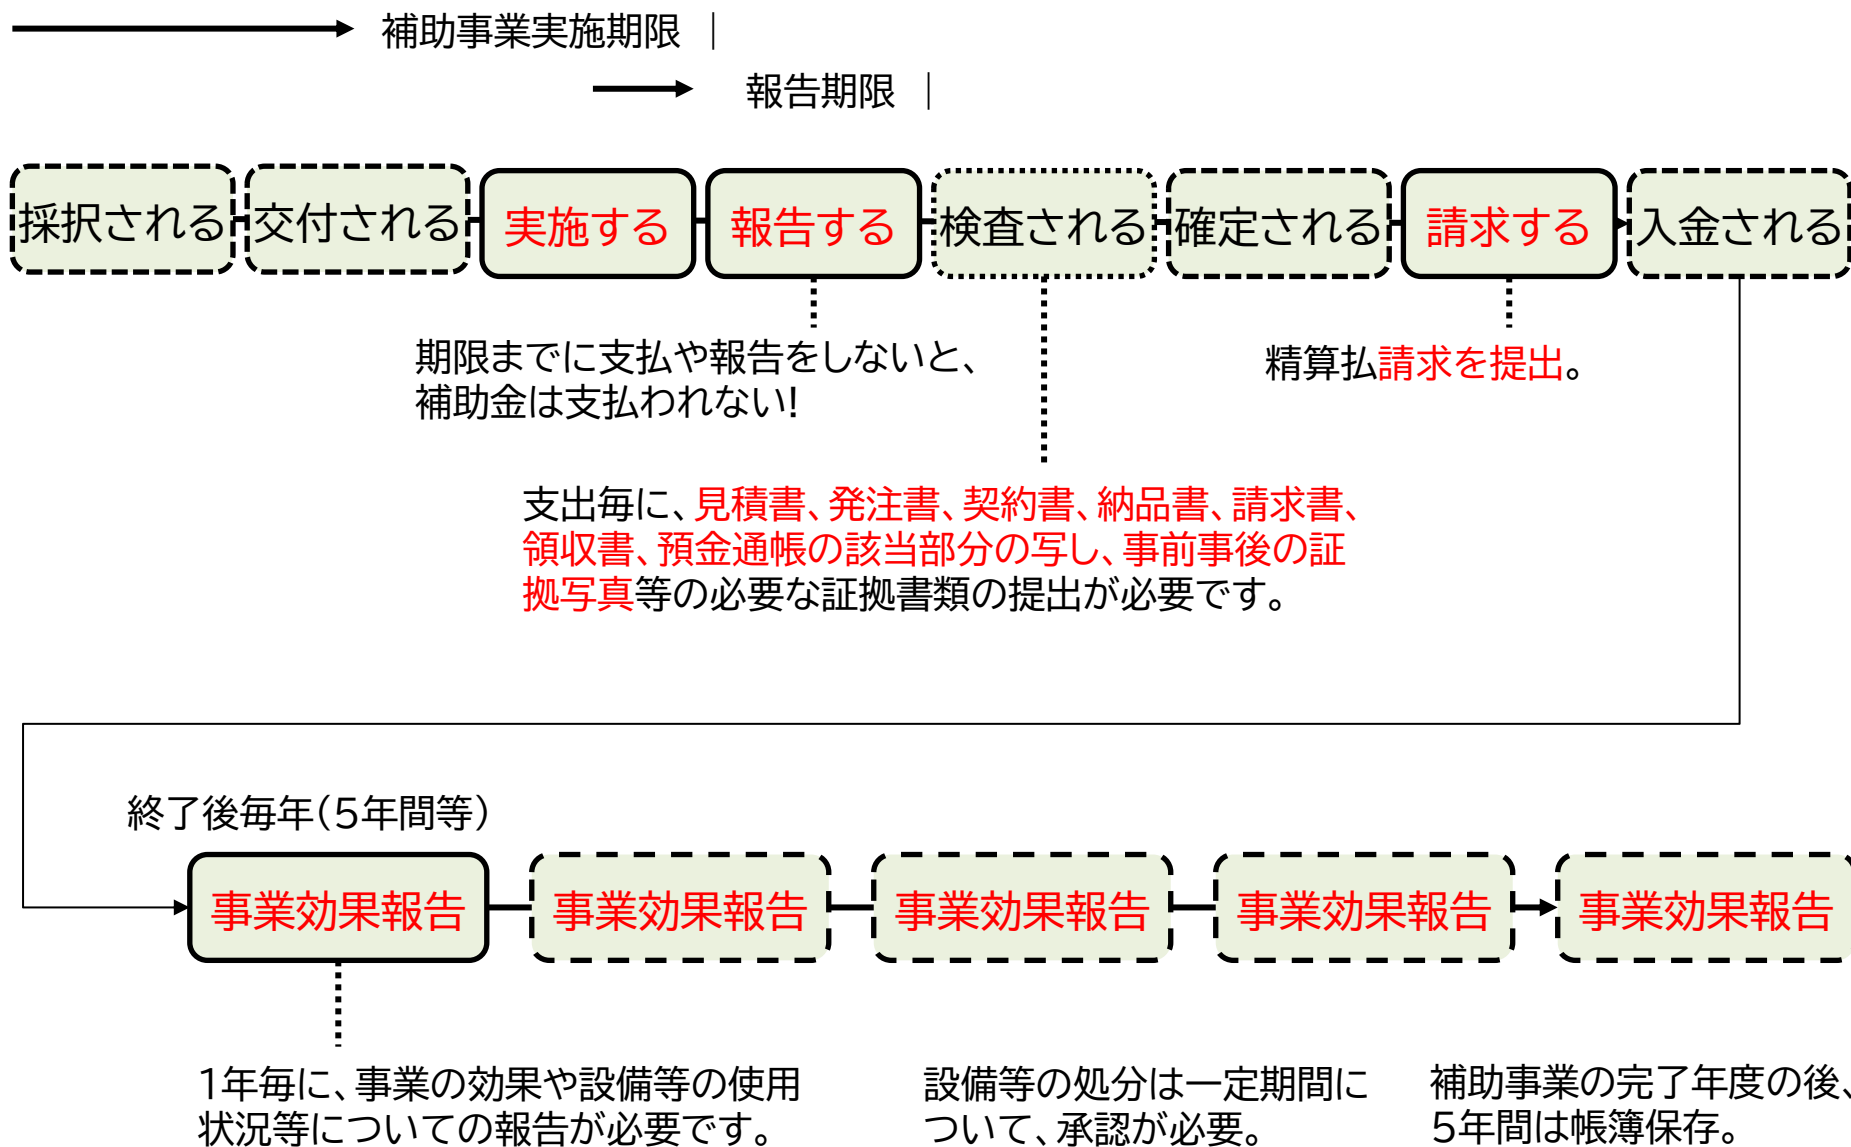 補助事業実施期限 |
報告期限 |
採択される
交付される
実施する
報告する
検査される
確定される
請求する
入金される
期限までに支払や報告をしないと、
補助金は支払われない!
精算払請求を提出。
支出毎に、見積書、発注書、契約書、納品書、請求書、
領収書、預金通帳の該当部分の写し、事前事後の証
拠写真等の必要な証拠書類の提出が必要です。
終了後毎年(5年間等)
事業効果報告
事業効果報告
事業効果報告
事業効果報告
事業効果報告
1年毎に、事業の効果や設備等の使用
状況等についての報告が必要です。
設備等の処分は一定期間に
ついて、承認が必要。
補助事業の完了年度の後、
5年間は帳簿保存。